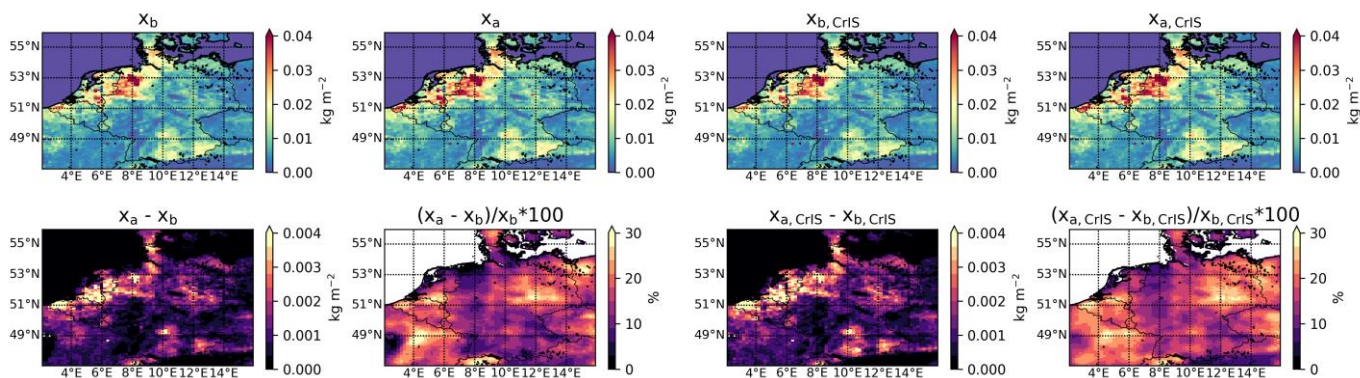 x_b
55°N
53°N
51°N
49°N
4°E 6°E 8°E 10°E 12°E 14°E
0.04
0.03
0.02
0.01
0.00
kg m⁻²
x_a
55°N
53°N
51°N
49°N
4°E 6°E 8°E 10°E 12°E 14°E
0.04
0.03
0.02
0.01
0.00
kg m⁻²
x_b, CrIS
55°N
53°N
51°N
49°N
4°E 6°E 8°E 10°E 12°E 14°E
0.04
0.03
0.02
0.01
0.00
kg m⁻²
x_a, CrIS
55°N
53°N
51°N
49°N
4°E 6°E 8°E 10°E 12°E 14°E
0.04
0.03
0.02
0.01
0.00
kg m⁻²
x_a - x_b
55°N
53°N
51°N
49°N
4°E 6°E 8°E 10°E 12°E 14°E
0.004
0.003
0.002
0.001
0.000
kg m⁻²
(x_a - x_b)/x_b*100
55°N
53°N
51°N
49°N
4°E 6°E 8°E 10°E 12°E 14°E
30
20
10
0
%
x_a, CrIS - x_b, CrIS
55°N
53°N
51°N
49°N
4°E 6°E 8°E 10°E 12°E 14°E
0.004
0.003
0.002
0.001
0.000
kg m⁻²
(x_a, CrIS - x_b, CrIS)/x_b, CrIS*100
55°N
53°N
51°N
49°N
4°E 6°E 8°E 10°E 12°E 14°E
30
20
10
0
%